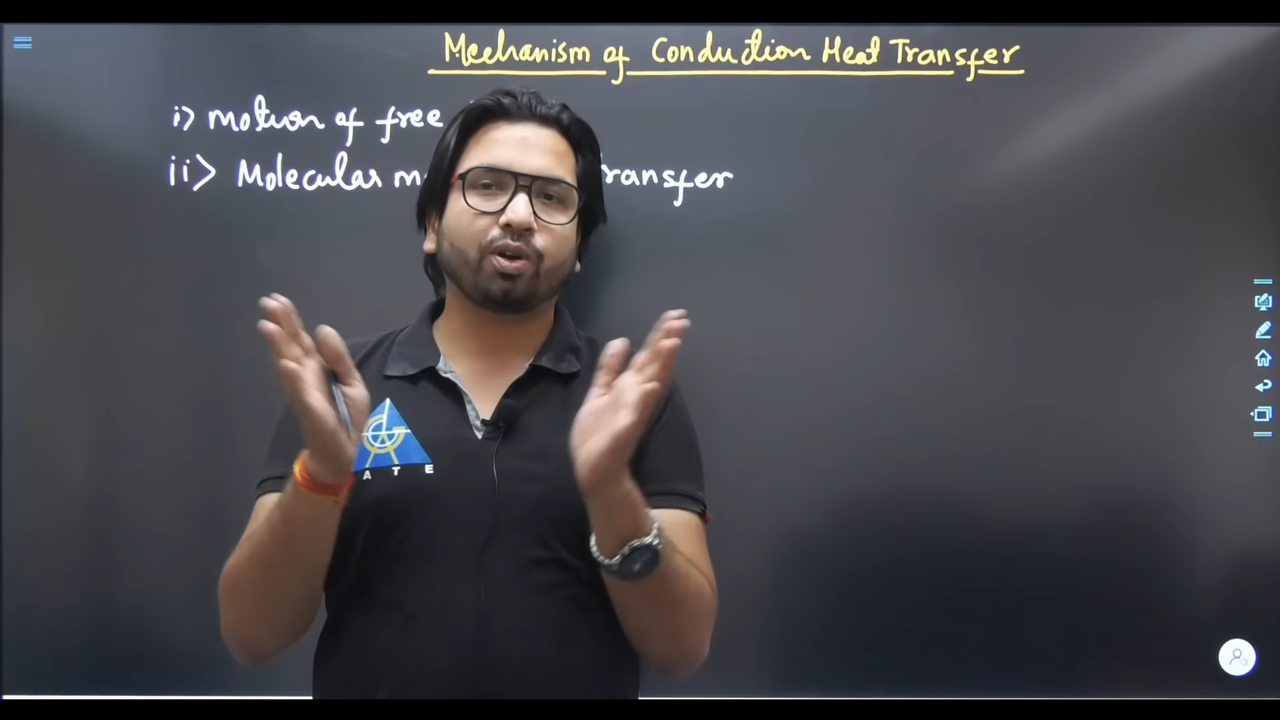 Mechanism of Conduction Heat Transfer
i> motion of free
ii> Molecular m ransfer
A T E